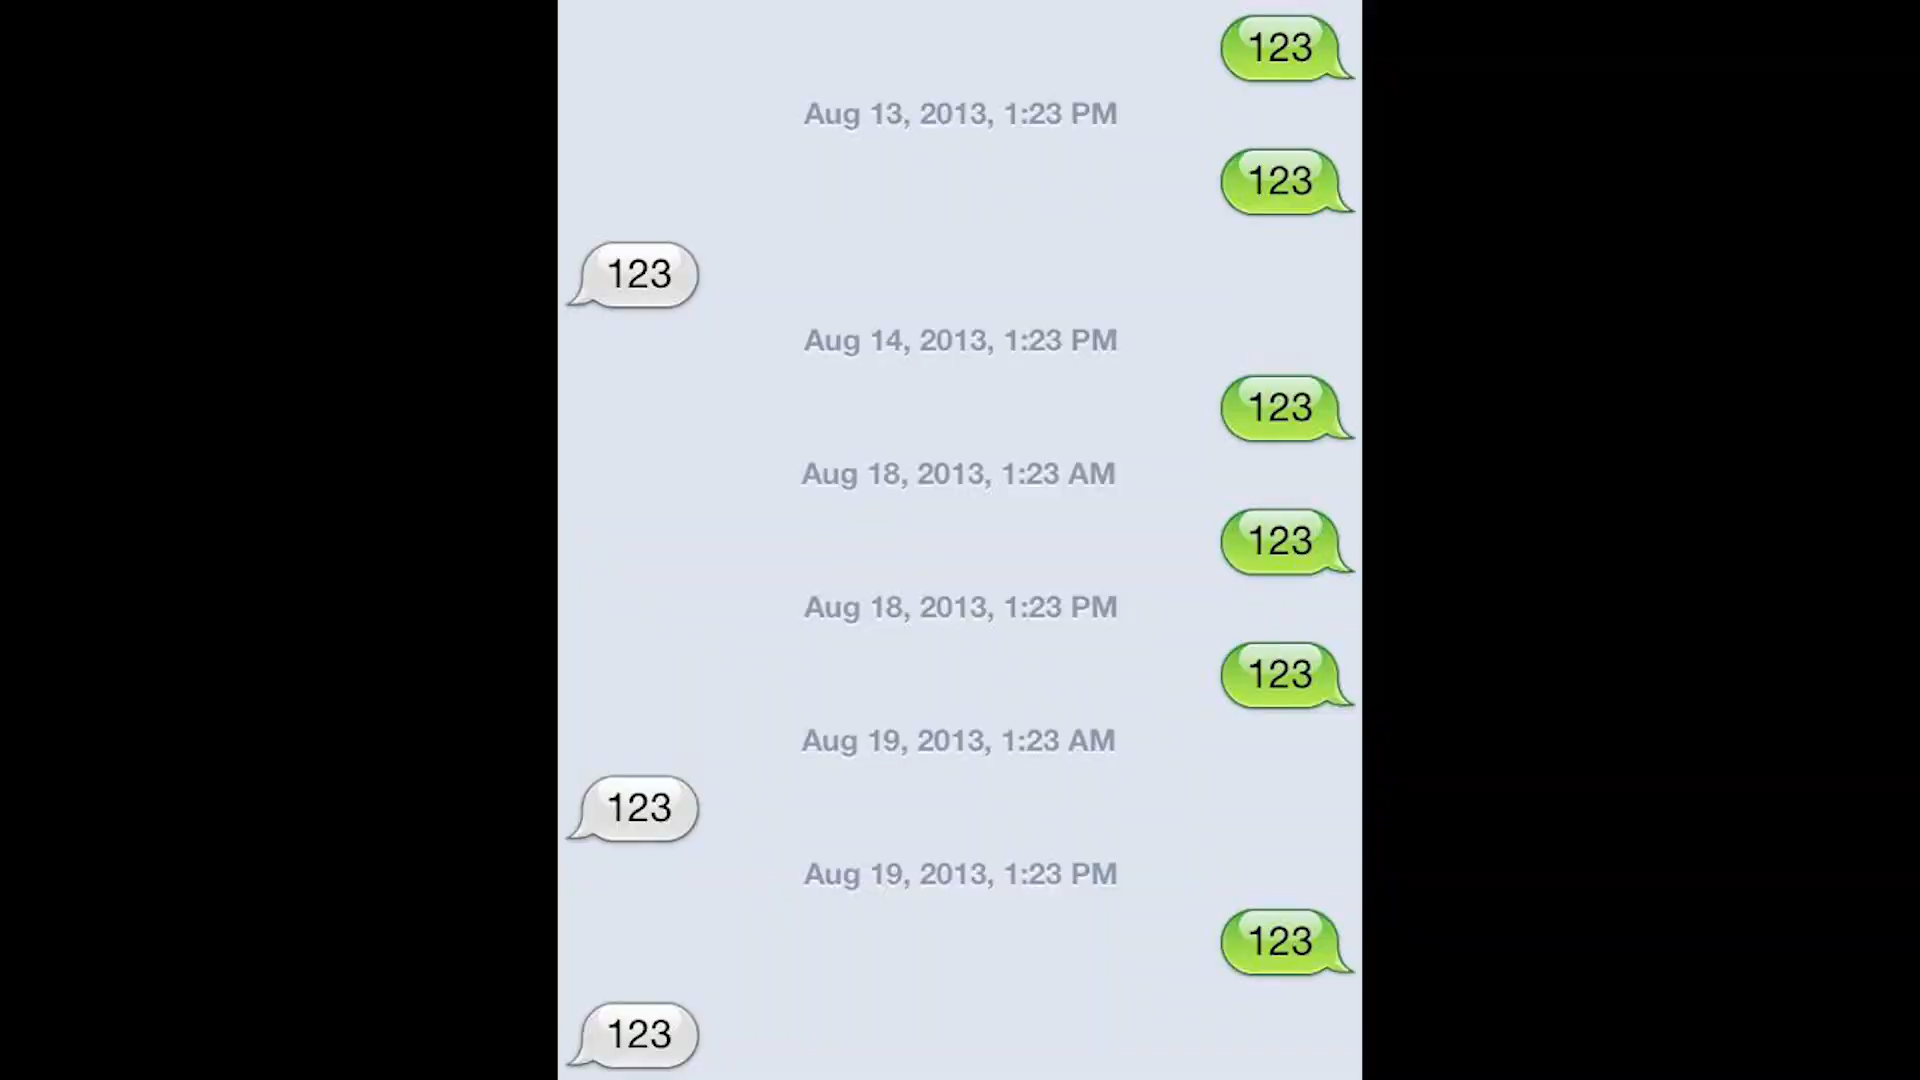 123
Aug 13, 2013, 1:23 PM
123
123
Aug 14, 2013, 1:23 PM
123
Aug 18, 2013, 1:23 AM
123
Aug 18, 2013, 1:23 PM
123
Aug 19, 2013, 1:23 AM
123
Aug 19, 2013, 1:23 PM
123
123